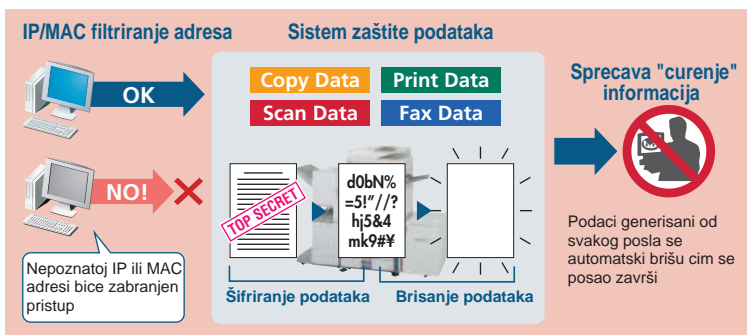 IP/MAC filtriranje adresa
OK
NO!
Nepoznatoj IP ili MAC
adresi bice zabranjen
pristup
Sistem zaštite podataka
Copy Data
Print Data
Scan Data
Fax Data
TOP SECRET
d0bN%
=5!"//?
hj5&4
mk9#¥
Šifriranje podataka
Brisanje podataka
Sprecava "curenje"
informacija
Podaci generisani od
svakog posla se
automatski brišu cim se
posao završi